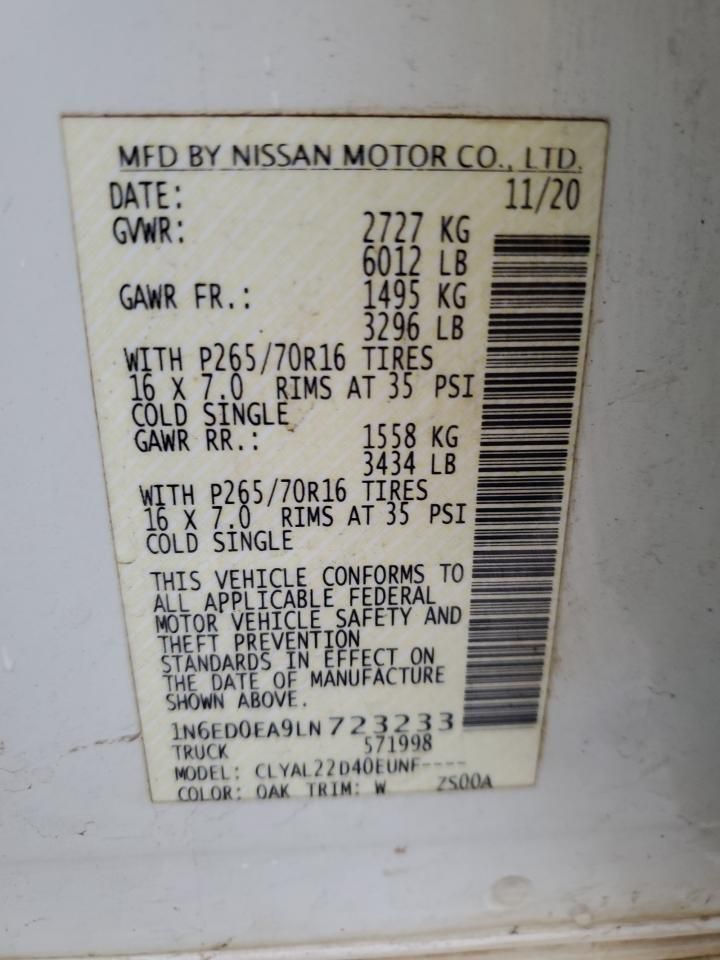 MFD BY NISSAN MOTOR CO., LTD.
DATE: 11/20
GVWR: 2727 KG
6012 LB
GAWR FR.: 1495 KG
3296 LB
WITH P265/70R16 TIRES
16 X 7.0 RIMS AT 35 PSI
COLD SINGLE
GAWR RR.: 1558 KG
3434 LB
WITH P265/70R16 TIRES
16 X 7.0 RIMS AT 35 PSI
COLD SINGLE
THIS VEHICLE CONFORMS TO
ALL APPLICABLE FEDERAL
MOTOR VEHICLE SAFETY AND
THEFT PREVENTION
STANDARDS IN EFFECT ON
THE DATE OF MANUFACTURE
SHOWN ABOVE.
1N6ED0EA9LN723233
TRUCK 571998
MODEL: CLYAL22D40EUNF----
COLOR: QAK TRIM: W ZS00A